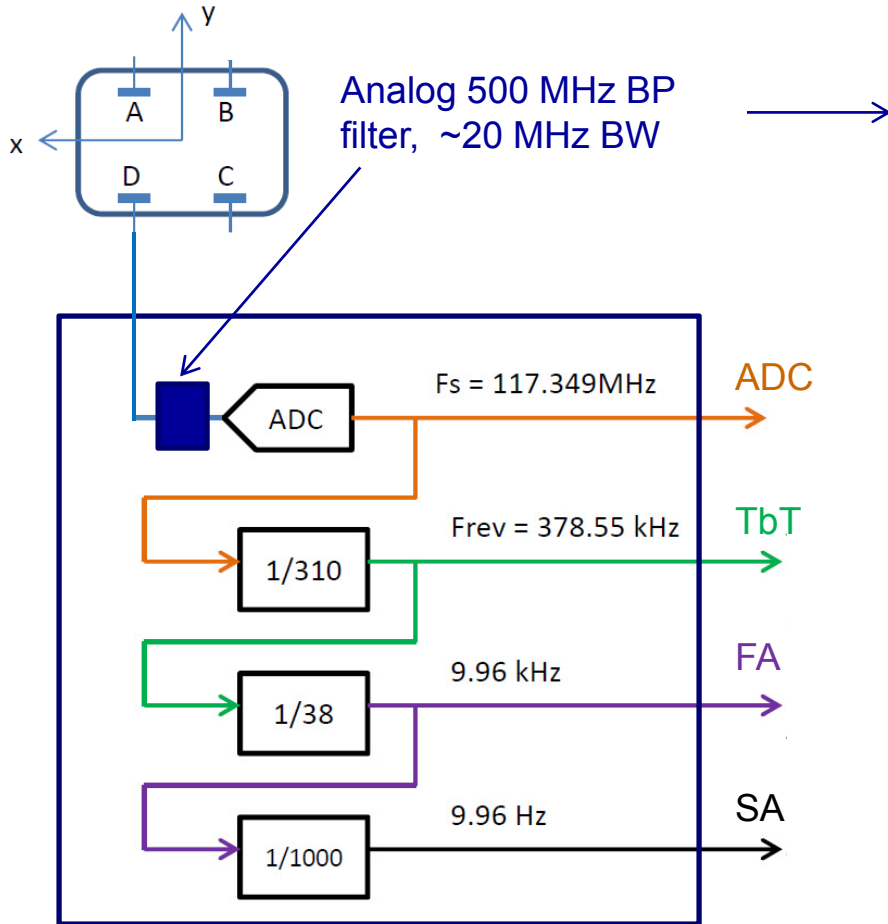 y
A
B
x
D
C
Analog 500 MHz BP
filter, ~20 MHz BW
ADC
Fs = 117.349MHz
ADC
1/310
Frev = 378.55 kHz
TbT
1/38
9.96 kHz
FA
1/1000
9.96 Hz
SA